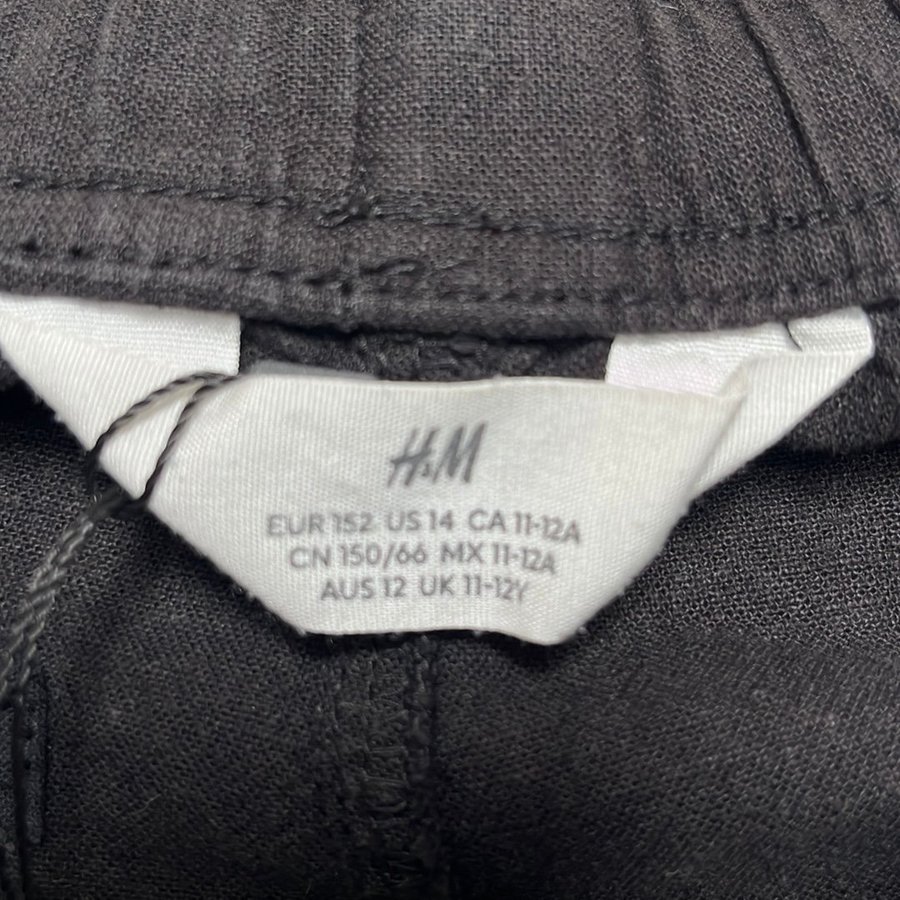 H&M
EUR 152 US 14 CA 11-12A
CN 150/66 MX 11-12A
AUS 12 UK 11-12Y